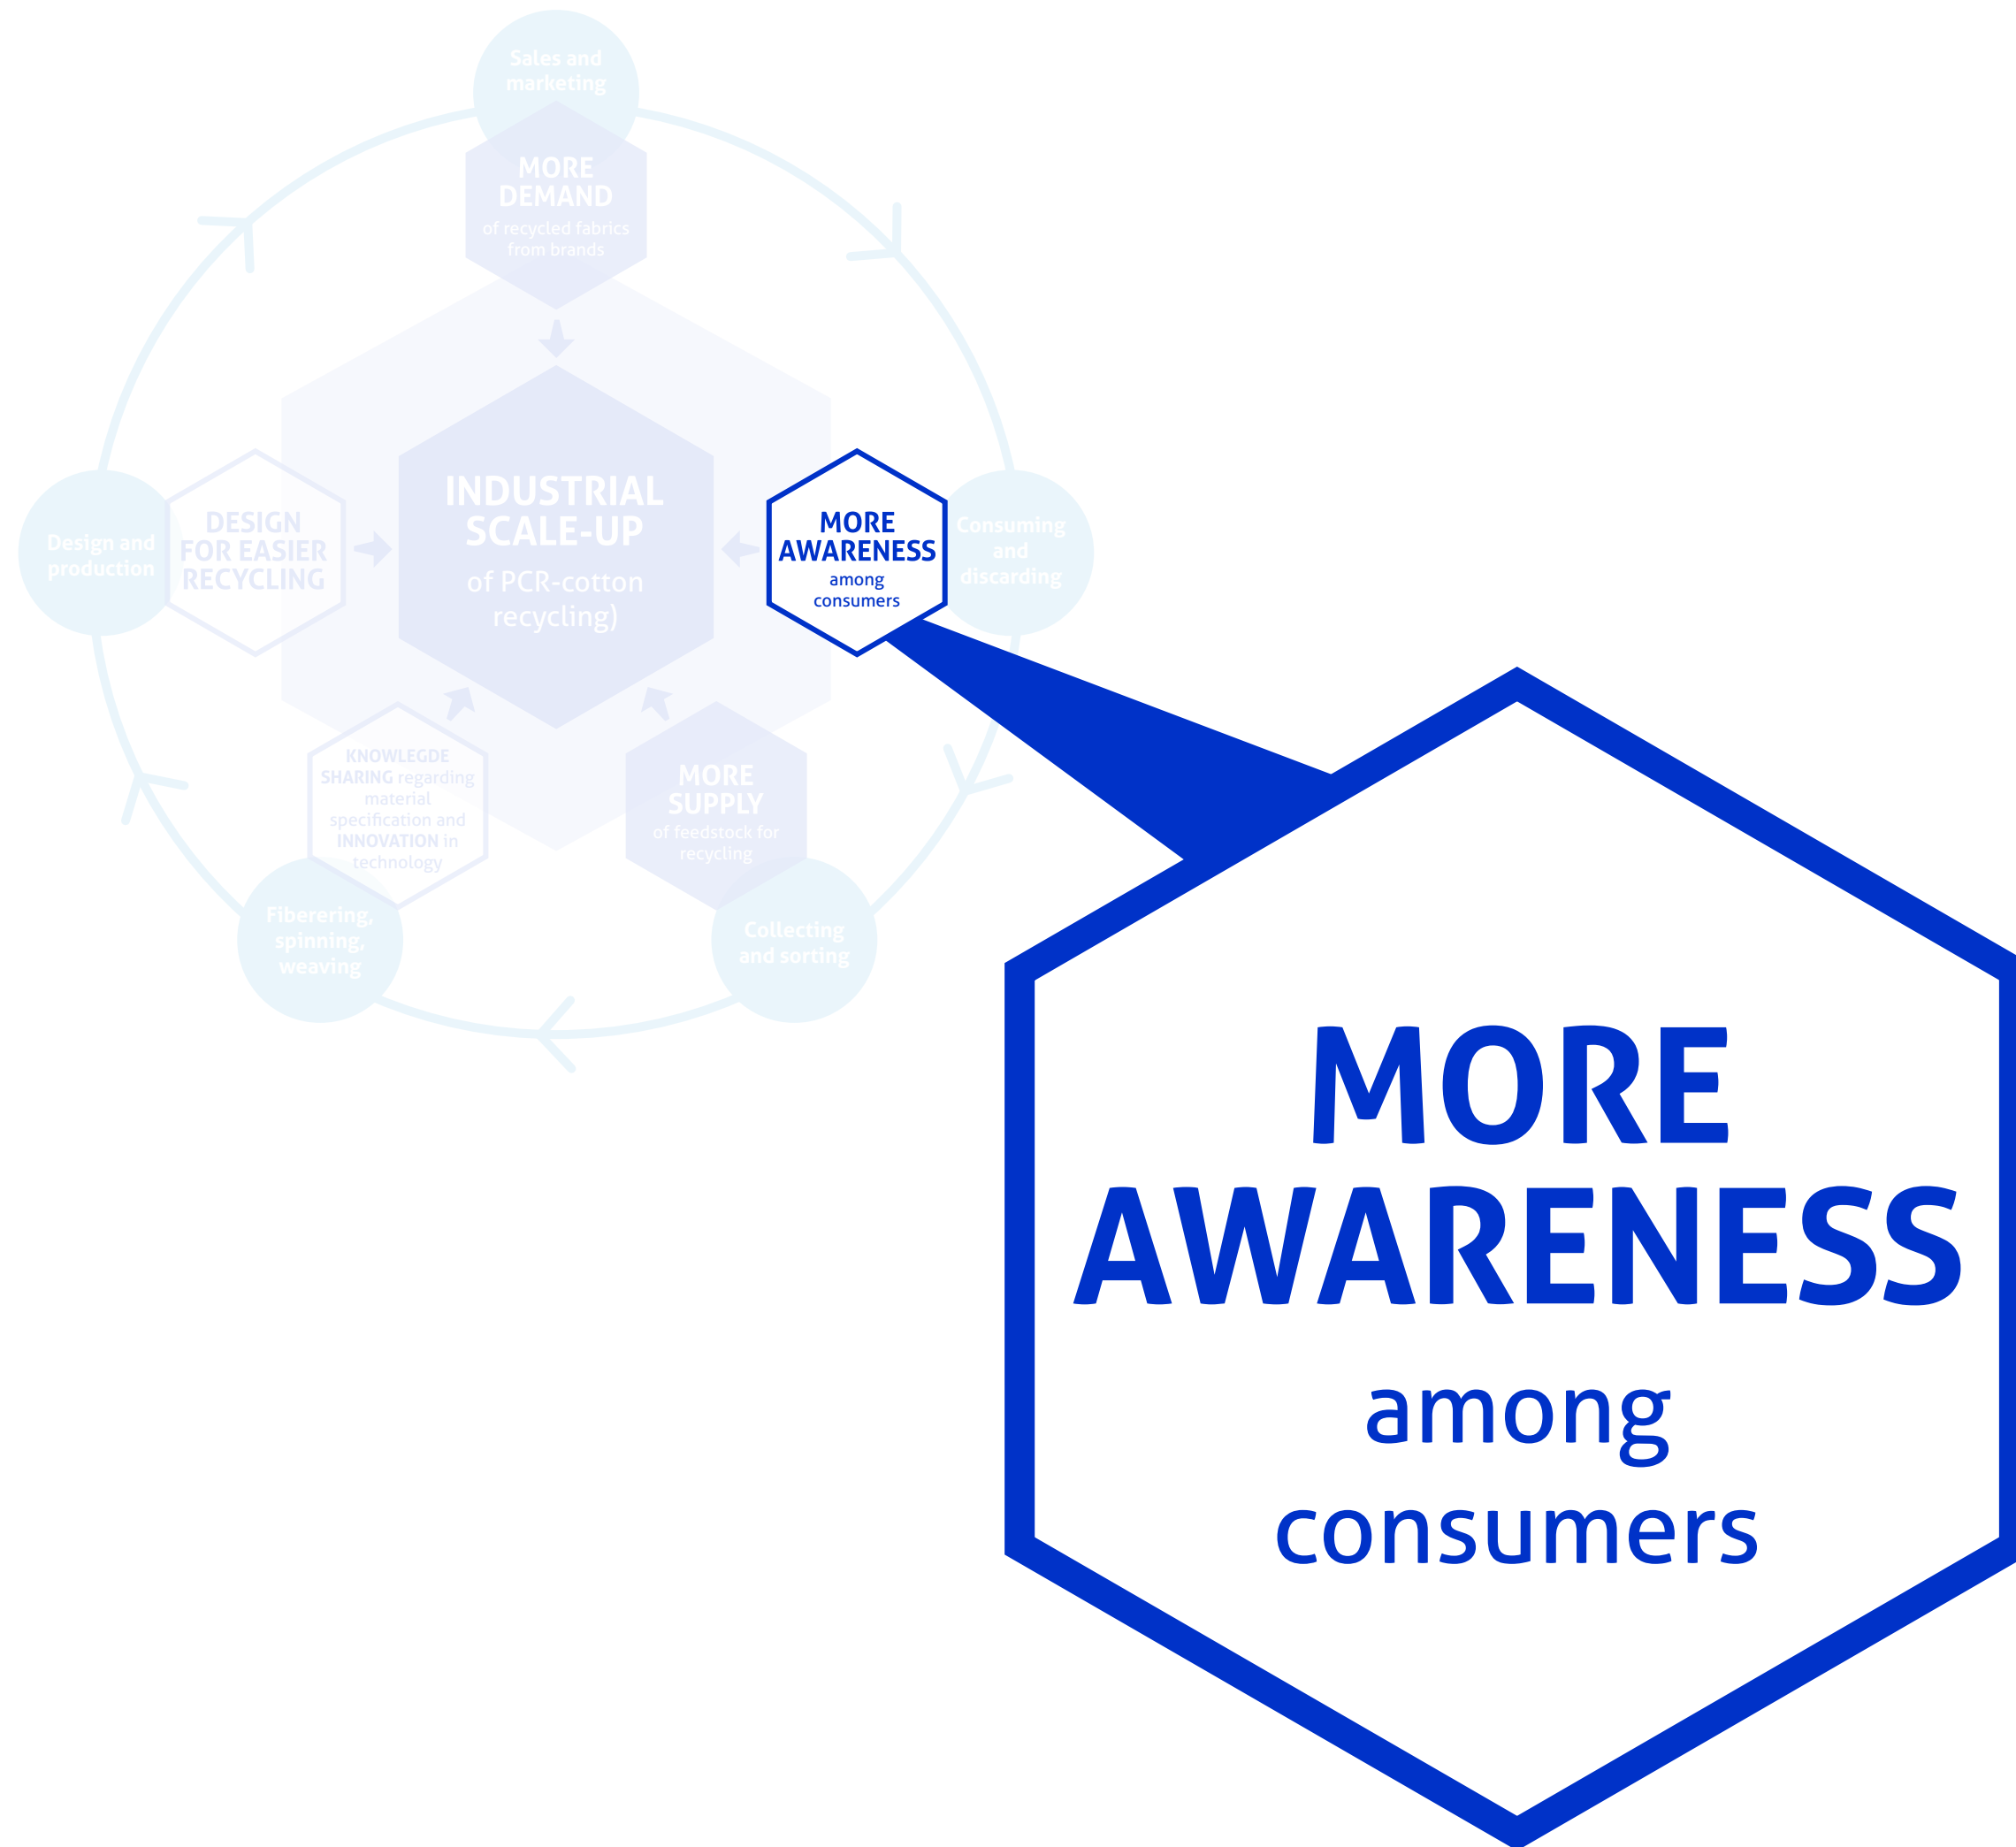 Sales and
marketing
MORE
DEMAND
of recycled fabrics
from brands
Design and
production
DESIGN
FOR EASIER
RECYCLING
INDUSTRIAL
SCALE-UP
of PCR-cotton
recycling)
MORE
AWARENESS
among
consumers
Consuming
and
discarding
KNOWLEGDE
SHARING regarding
material
specification and
INNOVATION in
technology
MORE
SUPPLY
of feedstock for
recycling
Fiberering,
spinning,
weaving
Collecting
and sorting
MORE
AWARENESS
among
consumers